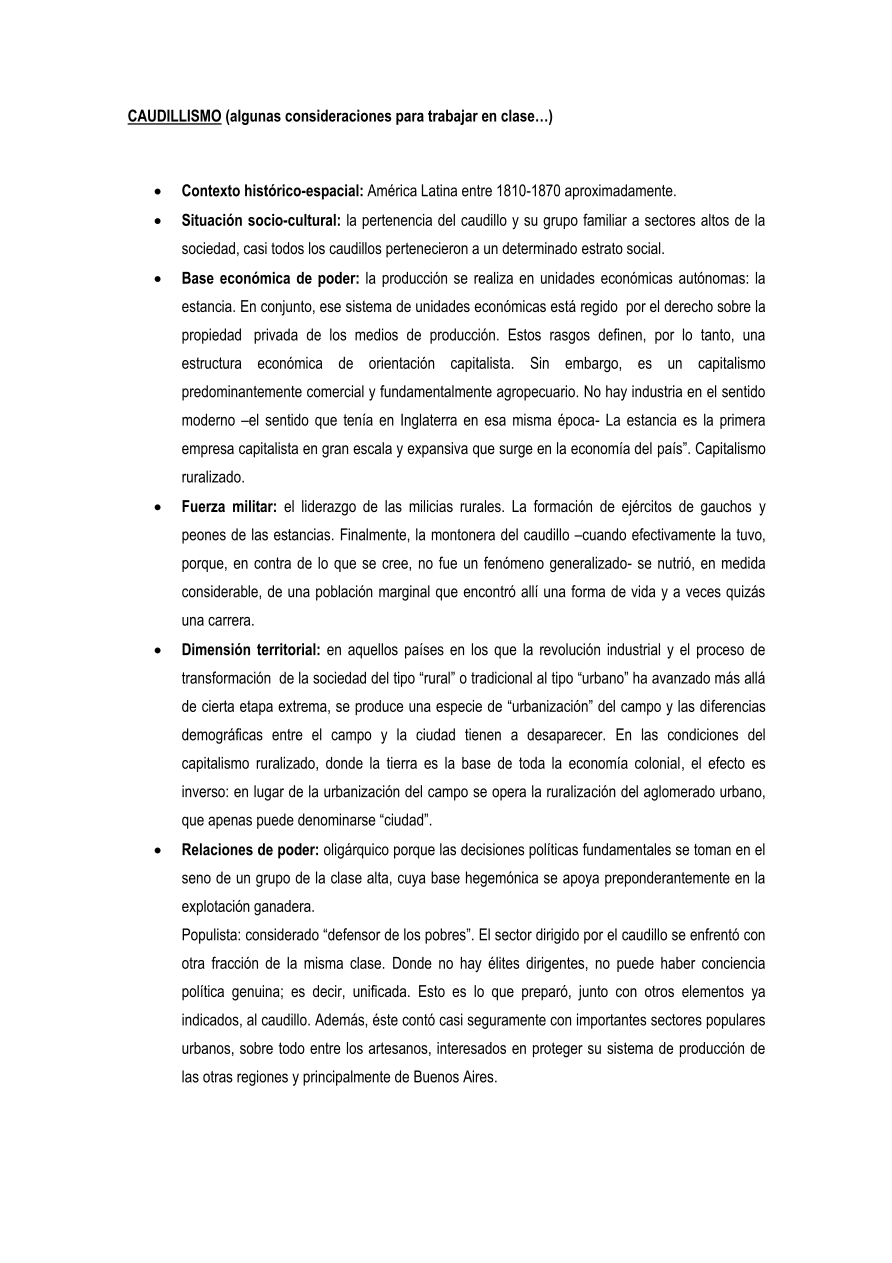 CAUDILLISMO (algunas consideraciones para trabajar en clase…)
• Contexto histórico-espacial: América Latina entre 1810-1870 aproximadamente.
• Situación socio-cultural: la pertenencia del caudillo y su grupo familiar a sectores altos de la
sociedad, casi todos los caudillos pertenecieron a un determinado estrato social.
• Base económica de poder: la producción se realiza en unidades económicas autónomas: la
estancia. En conjunto, ese sistema de unidades económicas está regido por el derecho sobre la
propiedad privada de los medios de producción. Estos rasgos definen, por lo tanto, una
estructura económica de orientación capitalista. Sin embargo, es un capitalismo
predominantemente comercial y fundamentalmente agropecuario. No hay industria en el sentido
moderno –el sentido que tenía en Inglaterra en esa misma época- La estancia es la primera
empresa capitalista en gran escala y expansiva que surge en la economía del país”. Capitalismo
ruralizado.
• Fuerza militar: el liderazgo de las milicias rurales. La formación de ejércitos de gauchos y
peones de las estancias. Finalmente, la montonera del caudillo –cuando efectivamente la tuvo,
porque, en contra de lo que se cree, no fue un fenómeno generalizado- se nutrió, en medida
considerable, de una población marginal que encontró allí una forma de vida y a veces quizás
una carrera.
• Dimensión territorial: en aquellos países en los que la revolución industrial y el proceso de
transformación de la sociedad del tipo “rural” o tradicional al tipo “urbano” ha avanzado más allá
de cierta etapa extrema, se produce una especie de “urbanización” del campo y las diferencias
demográficas entre el campo y la ciudad tienen a desaparecer. En las condiciones del
capitalismo ruralizado, donde la tierra es la base de toda la economía colonial, el efecto es
inverso: en lugar de la urbanización del campo se opera la ruralización del aglomerado urbano,
que apenas puede denominarse “ciudad”.
• Relaciones de poder: oligárquico porque las decisiones políticas fundamentales se toman en el
seno de un grupo de la clase alta, cuya base hegemónica se apoya preponderantemente en la
explotación ganadera.
Populista: considerado “defensor de los pobres”. El sector dirigido por el caudillo se enfrentó con
otra fracción de la misma clase. Donde no hay élites dirigentes, no puede haber conciencia
política genuina; es decir, unificada. Esto es lo que preparó, junto con otros elementos ya
indicados, al caudillo. Además, éste contó casi seguramente con importantes sectores populares
urbanos, sobre todo entre los artesanos, interesados en proteger su sistema de producción de
las otras regiones y principalmente de Buenos Aires.